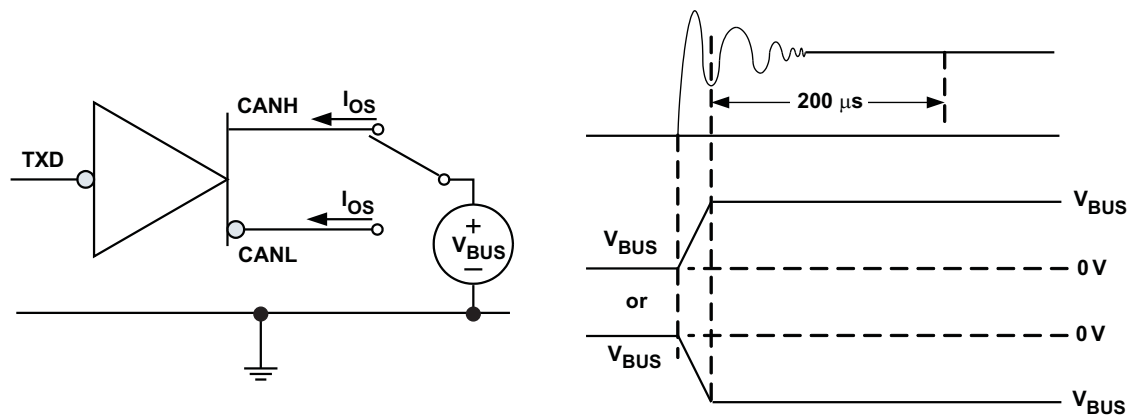 CANH
I_OS
TXD
I_OS
CANL
+
V_BUS
–
200 μs
V_BUS
V_BUS
0 V
or
0 V
V_BUS
V_BUS